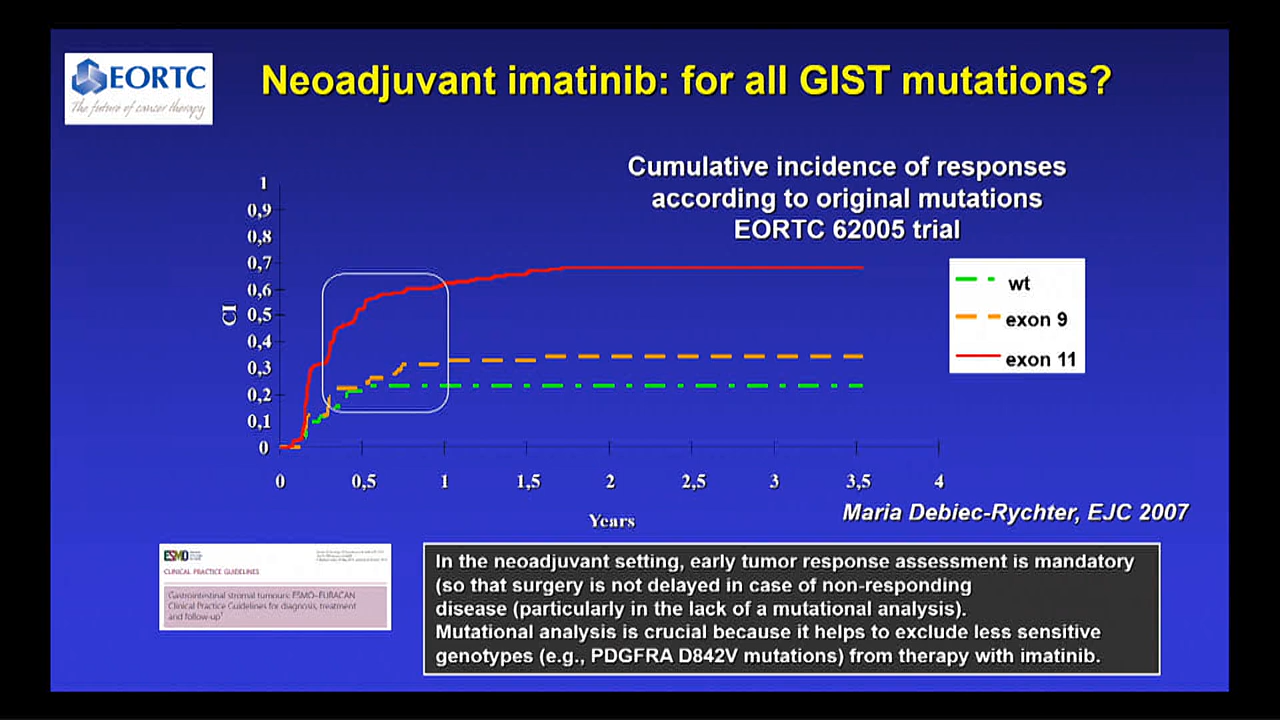 EORTC
The future of cancer therapy
Neoadjuvant imatinib: for all GIST mutations?
Cumulative incidence of responses
according to original mutations
EORTC 62005 trial
1
0,9
0,8
0,7
0,6
0,5
0,4
0,3
0,2
0,1
0
CI
wt
exon 9
exon 11
0
0,5
1
1,5
2
2,5
3
3,5
4
Years
Maria Debiec-Rychter, EJC 2007
ESMO
CLINICAL PRACTICE GUIDELINES
Gastrointestinal stromal tumours: ESMO–EURACAN
Clinical Practice Guidelines for diagnosis, treatment
and follow-up†
In the neoadjuvant setting, early tumor response assessment is mandatory
(so that surgery is not delayed in case of non-responding
disease (particularly in the lack of a mutational analysis).
Mutational analysis is crucial because it helps to exclude less sensitive
genotypes (e.g., PDGFRA D842V mutations) from therapy with imatinib.